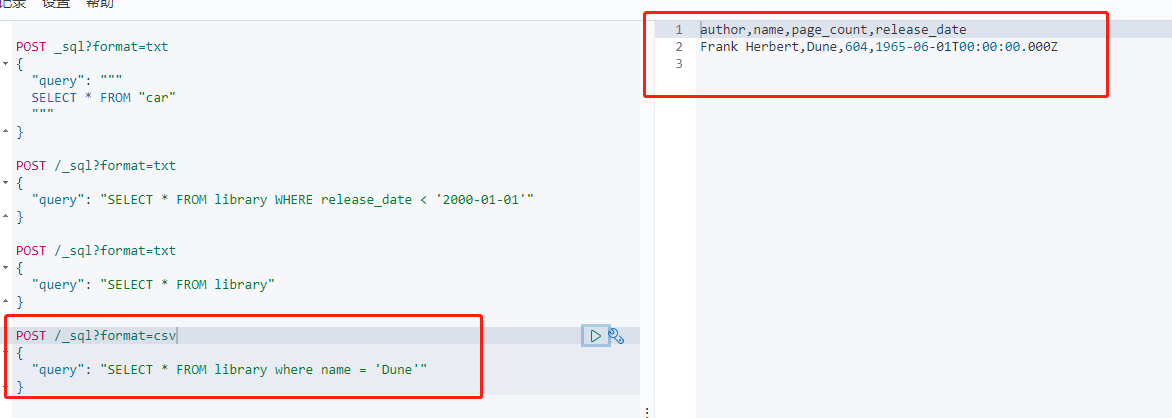 记录 设置 帮助
POST _sql?format=txt
{
"query": """
SELECT * FROM "car"
"""
}
POST /_sql?format=txt
{
"query": "SELECT * FROM library WHERE release_date < '2000-01-01'"
}
POST /_sql?format=txt
{
"query": "SELECT * FROM library"
}
POST /_sql?format=csv
{
"query": "SELECT * FROM library where name = 'Dune'"
}
1 author,name,page_count,release_date
2 Frank Herbert,Dune,604,1965-06-01T00:00:00.000Z
3